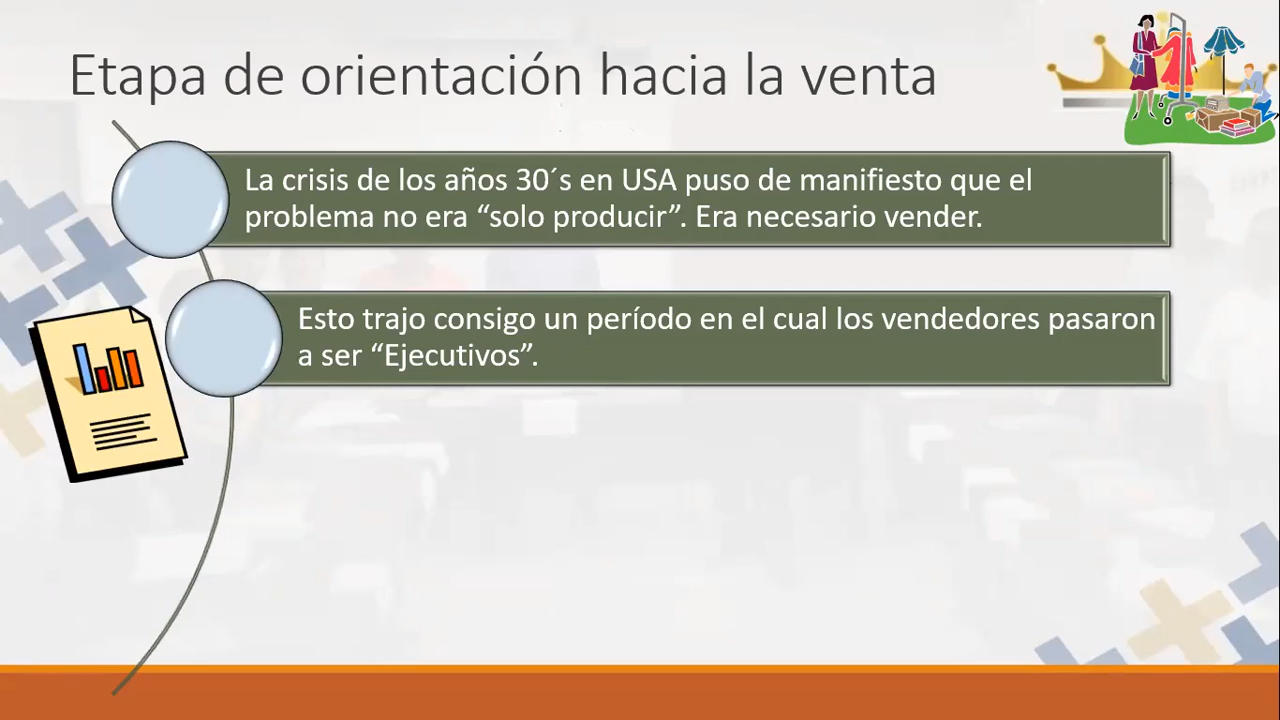 Etapa de orientación hacia la venta
La crisis de los años 30´s en USA puso de manifiesto que el
problema no era “solo producir”. Era necesario vender.
Esto trajo consigo un período en el cual los vendedores pasaron
a ser “Ejecutivos”.